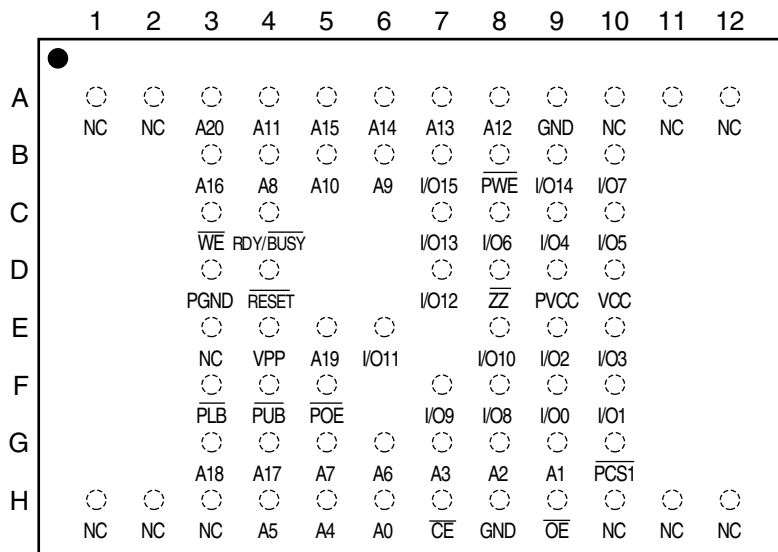 1 2 3 4 5 6 7 8 9 10 11 12
A
NC NC A20 A11 A15 A14 A13 A12 GND NC NC NC
B
A16 A8 A10 A9 I/O15 PWE I/O14 I/O7
C
WE RDY/BUSY I/O13 I/O6 I/O4 I/O5
D
PGND RESET I/O12 ZZ PVCC VCC
E
NC VPP A19 I/O11 I/O10 I/O2 I/O3
F
PLB PUB POE I/O9 I/O8 I/O0 I/O1
G
A18 A17 A7 A6 A3 A2 A1 PCS1
H
NC NC NC A5 A4 A0 CE GND OE NC NC NC